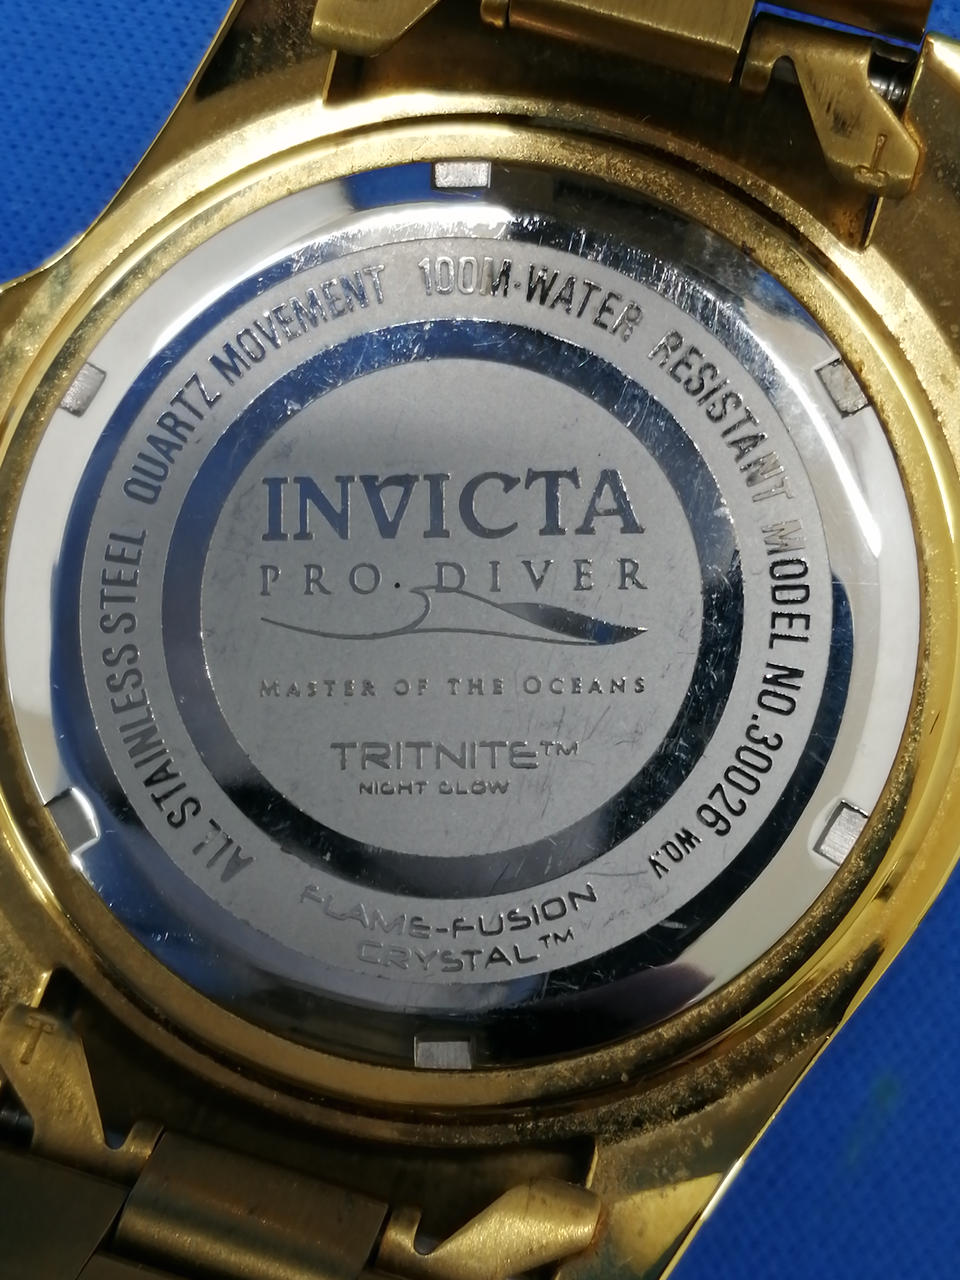 INVICTA
PRO. DIVER
MASTER OF THE OCEANS
TRITNITE™
NIGHT GLOW
ALL STAINLESS STEEL QUARTZ MOVEMENT 100M-WATER RESISTANT MODEL NO.30026 WQ.V
FLAME-FUSION
CRYSTAL™